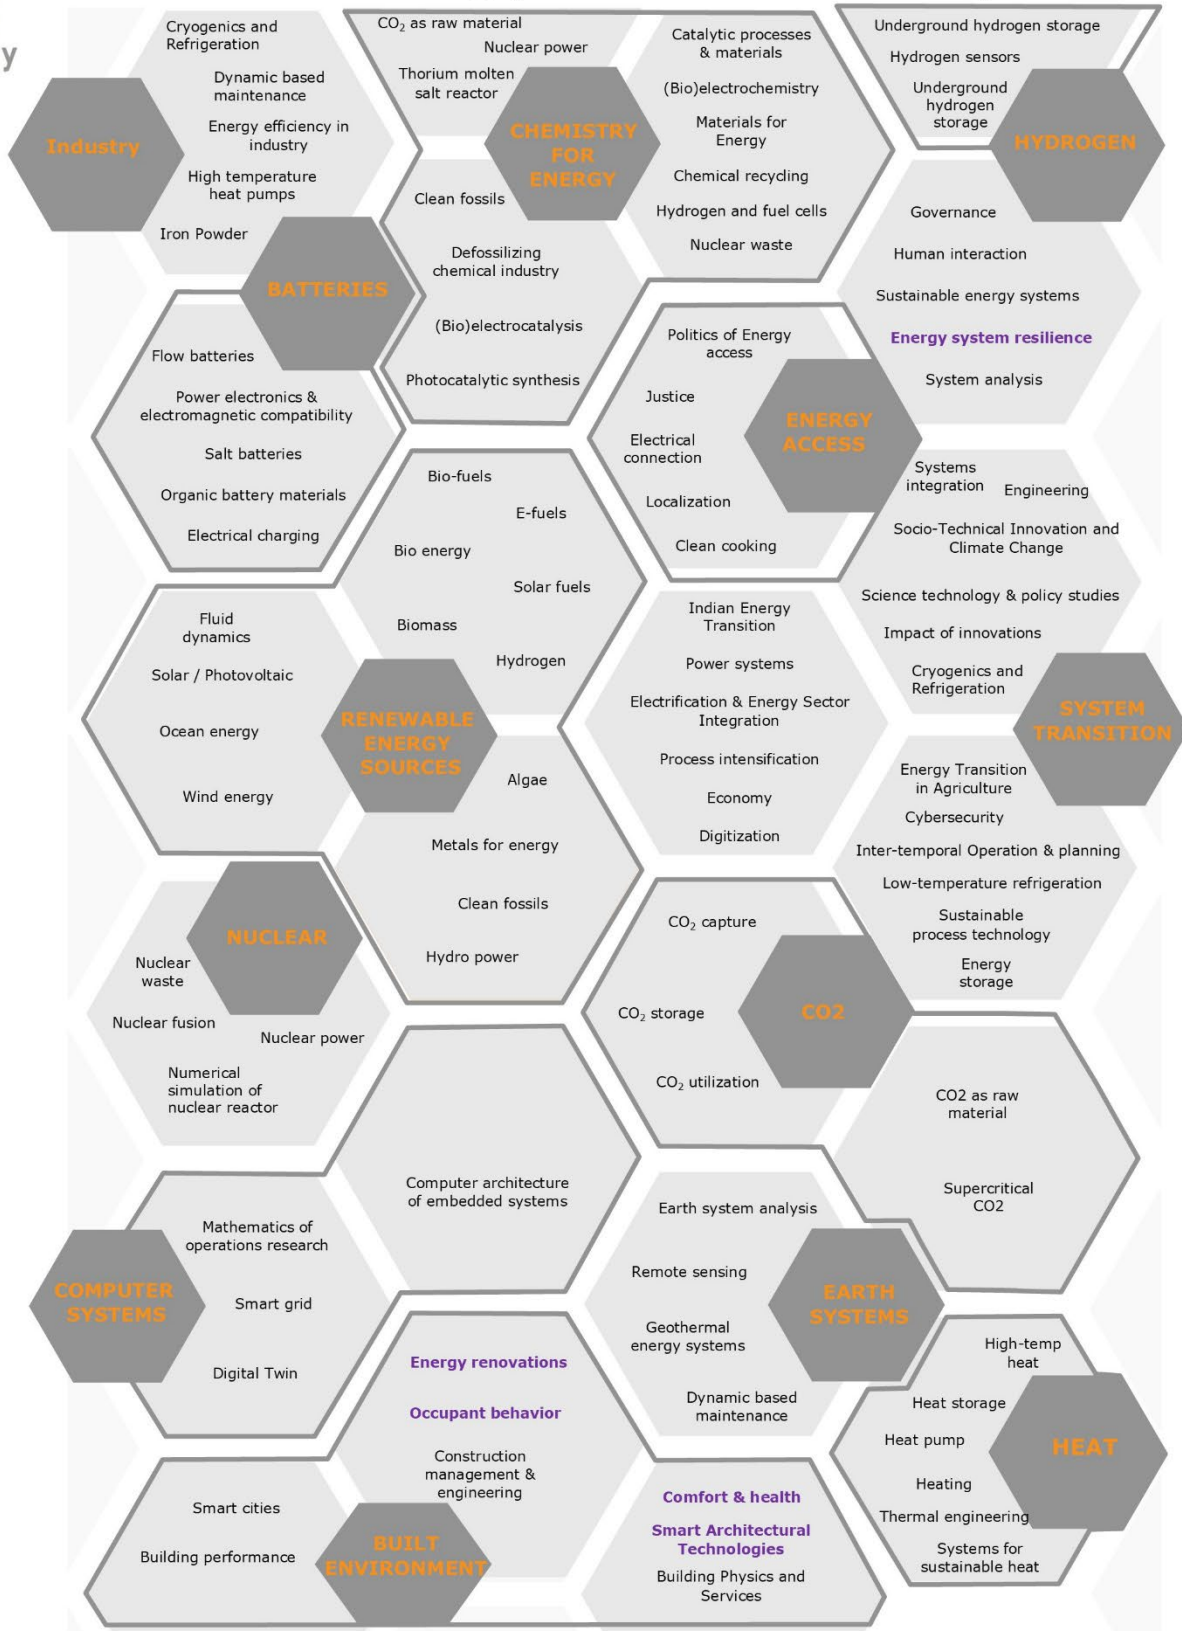 y
Cryogenics and
Refrigeration
Dynamic based
maintenance
Energy efficiency in
industry
High temperature
heat pumps
Iron Powder
Industry
CO₂ as raw material
Nuclear power
Thorium molten
salt reactor
CHEMISTRY
FOR
ENERGY
Catalytic processes
& materials
(Bio)electrochemistry
Materials for
Energy
Chemical recycling
Hydrogen and fuel cells
Nuclear waste
Clean fossils
Defossilizing
chemical industry
(Bio)electrocatalysis
Photocatalytic synthesis
Underground hydrogen storage
Hydrogen sensors
Underground
hydrogen
storage
HYDROGEN
Governance
Human interaction
Sustainable energy systems
Energy system resilience
System analysis
BATTERIES
Flow batteries
Power electronics &
electromagnetic compatibility
Salt batteries
Organic battery materials
Electrical charging
Politics of Energy
access
Justice
Electrical
connection
Localization
Clean cooking
ENERGY
ACCESS
Systems
integration
Engineering
Socio-Technical Innovation and
Climate Change
Science technology & policy studies
Impact of innovations
Cryogenics and
Refrigeration
SYSTEM
TRANSITION
Bio-fuels
E-fuels
Bio energy
Solar fuels
Biomass
Hydrogen
Fluid
dynamics
Solar / Photovoltaic
Ocean energy
Wind energy
RENEWABLE
ENERGY
SOURCES
Algae
Metals for energy
Clean fossils
Hydro power
Indian Energy
Transition
Power systems
Electrification & Energy Sector
Integration
Process intensification
Economy
Digitization
Energy Transition
in Agriculture
Cybersecurity
Inter-temporal Operation & planning
Low-temperature refrigeration
Sustainable
process technology
Energy
storage
NUCLEAR
Nuclear
waste
Nuclear fusion
Nuclear power
Numerical
simulation of
nuclear reactor
CO₂ capture
CO₂ storage
CO₂ utilization
CO2
CO2 as raw
material
Supercritical
CO2
Computer architecture
of embedded systems
Mathematics of
operations research
Smart grid
Digital Twin
COMPUTER
SYSTEMS
Earth system analysis
Remote sensing
Geothermal
energy systems
Dynamic based
maintenance
EARTH
SYSTEMS
High-temp
heat
Heat storage
Heat pump
Heating
Thermal engineering
Systems for
sustainable heat
HEAT
Energy renovations
Occupant behavior
Construction
management &
engineering
Smart cities
Building performance
BUILT
ENVIRONMENT
Comfort & health
Smart Architectural
Technologies
Building Physics and
Services